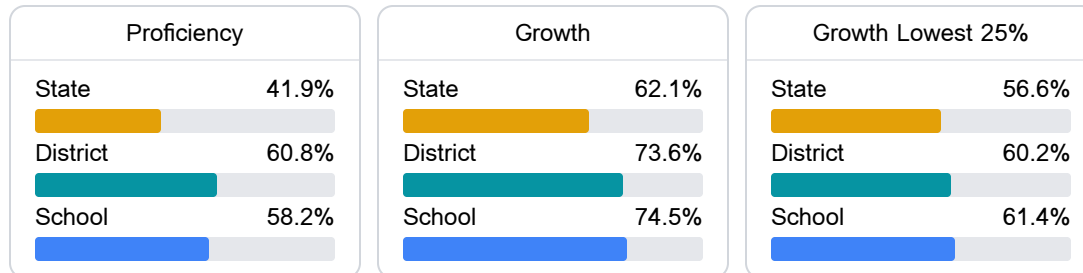 Proficiency
State 41.9%
District 60.8%
School 58.2%
Growth
State 62.1%
District 73.6%
School 74.5%
Growth Lowest 25%
State 56.6%
District 60.2%
School 61.4%